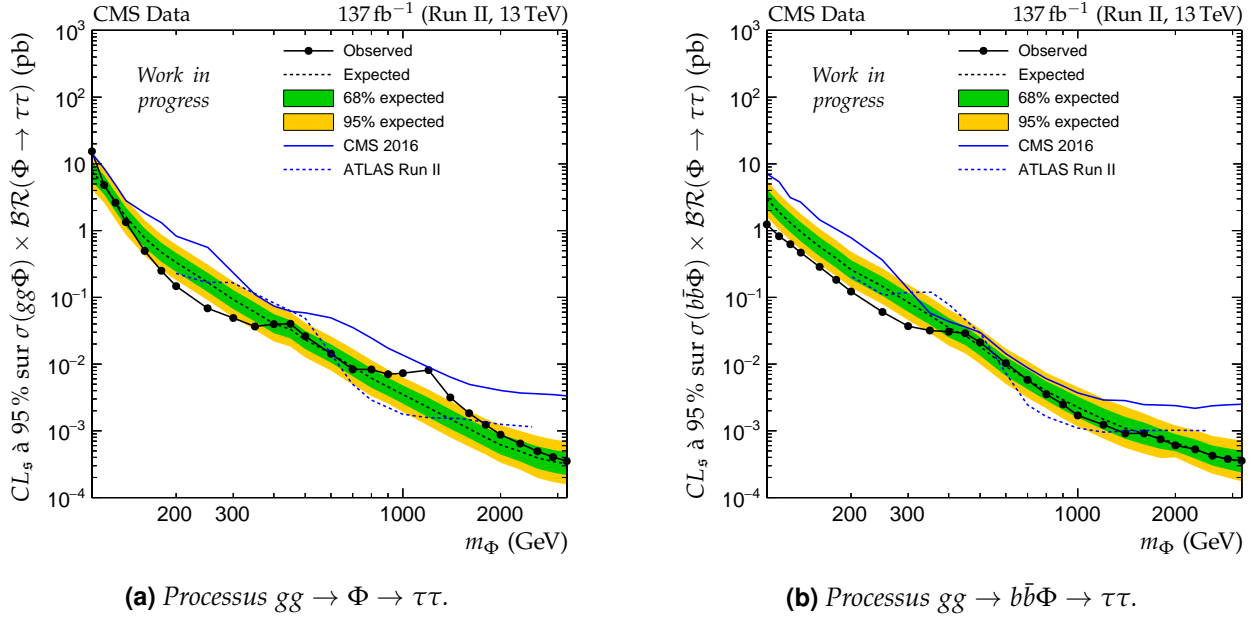 CMS Data 137 fb⁻¹ (Run II, 13 TeV)
Work in
progress
Observed
Expected
68% expected
95% expected
CMS 2016
ATLAS Run II
CLₛ à 95 % sur σ(ggΦ) × BR(Φ → ττ) (pb)
10³
10²
10
1
10⁻¹
10⁻²
10⁻³
10⁻⁴
200 300 1000 2000
m_Φ (GeV)
(a) Processus gg → Φ → ττ.
CMS Data 137 fb⁻¹ (Run II, 13 TeV)
Work in
progress
Observed
Expected
68% expected
95% expected
CMS 2016
ATLAS Run II
CLₛ à 95 % sur σ(bb̄Φ) × BR(Φ → ττ) (pb)
10³
10²
10
1
10⁻¹
10⁻²
10⁻³
10⁻⁴
200 300 1000 2000
m_Φ (GeV)
(b) Processus gg → bb̄Φ → ττ.